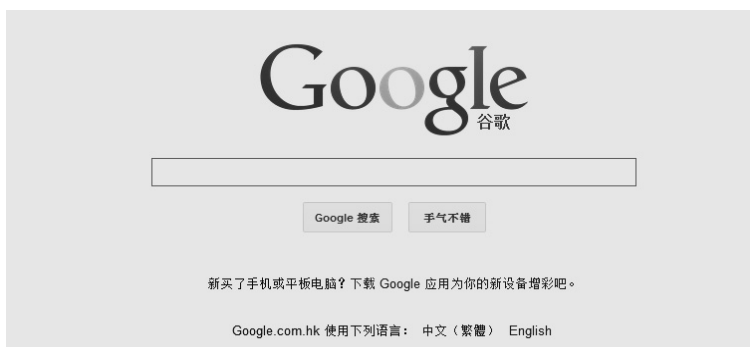 Google
谷歌
Google 搜索 手气不错
新买了手机或平板电脑?下载 Google 应用为你的新设备增彩吧。
Google.com.hk 使用下列语言: 中文(繁體) English